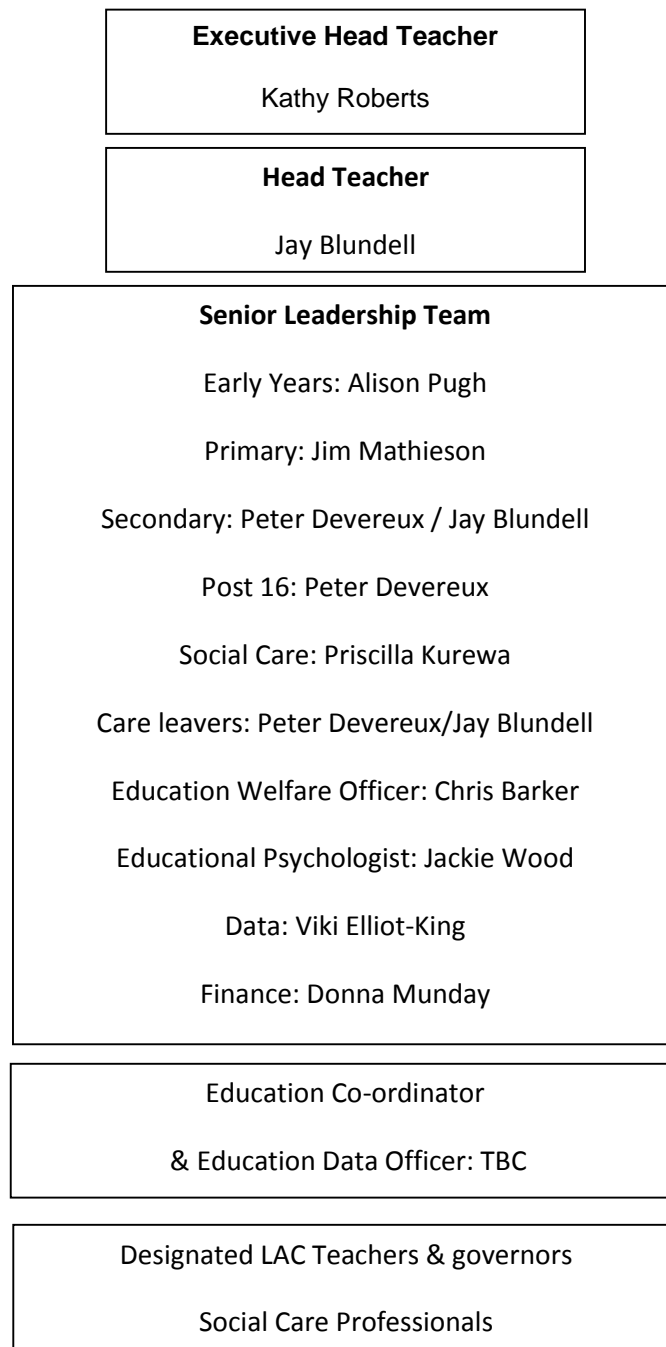 Executive Head Teacher
Kathy Roberts
Head Teacher
Jay Blundell
Senior Leadership Team
Early Years: Alison Pugh
Primary: Jim Mathieson
Secondary: Peter Devereux / Jay Blundell
Post 16: Peter Devereux
Social Care: Priscilla Kurewa
Care leavers: Peter Devereux/Jay Blundell
Education Welfare Officer: Chris Barker
Educational Psychologist: Jackie Wood
Data: Viki Elliot-King
Finance: Donna Munday
Education Co-ordinator
& Education Data Officer: TBC
Designated LAC Teachers & governors
Social Care Professionals